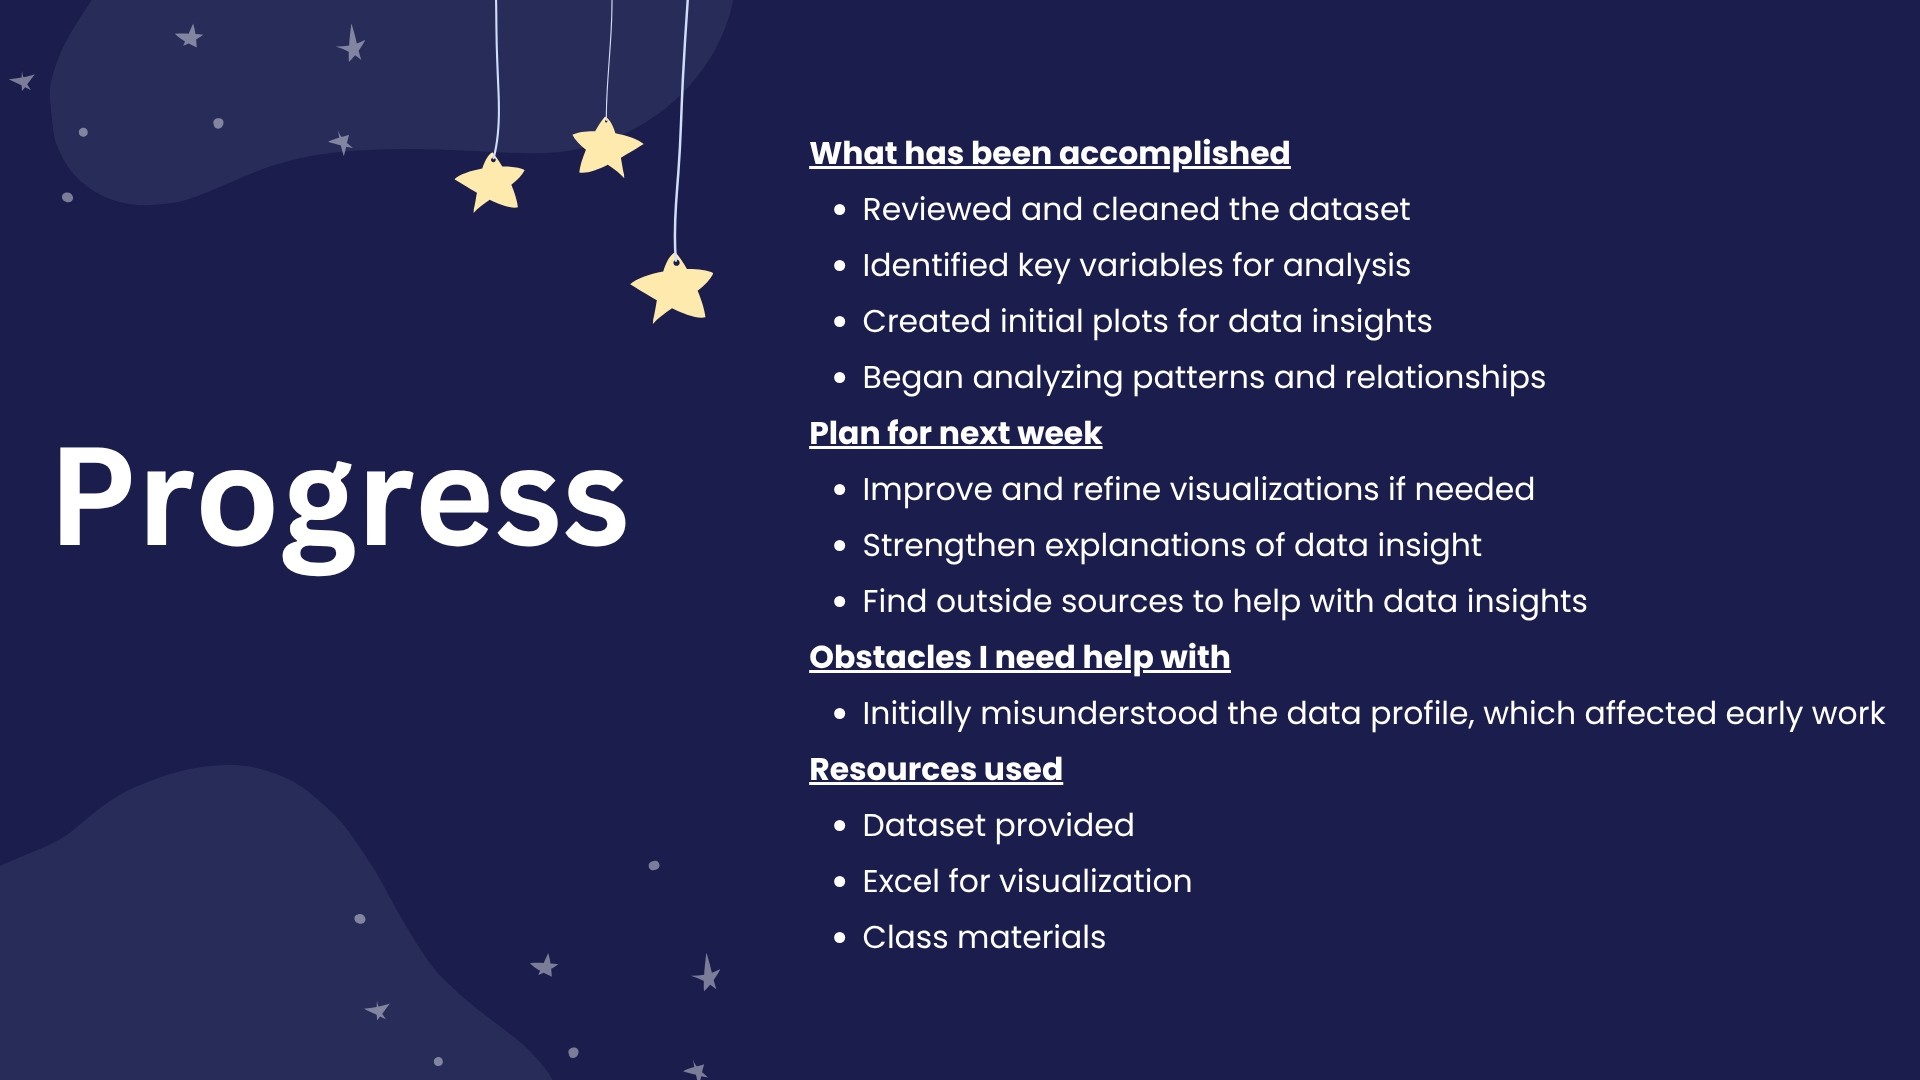 Progress
What has been accomplished
• Reviewed and cleaned the dataset
• Identified key variables for analysis
• Created initial plots for data insights
• Began analyzing patterns and relationships
Plan for next week
• Improve and refine visualizations if needed
• Strengthen explanations of data insight
• Find outside sources to help with data insights
Obstacles I need help with
• Initially misunderstood the data profile, which affected early work
Resources used
• Dataset provided
• Excel for visualization
• Class materials